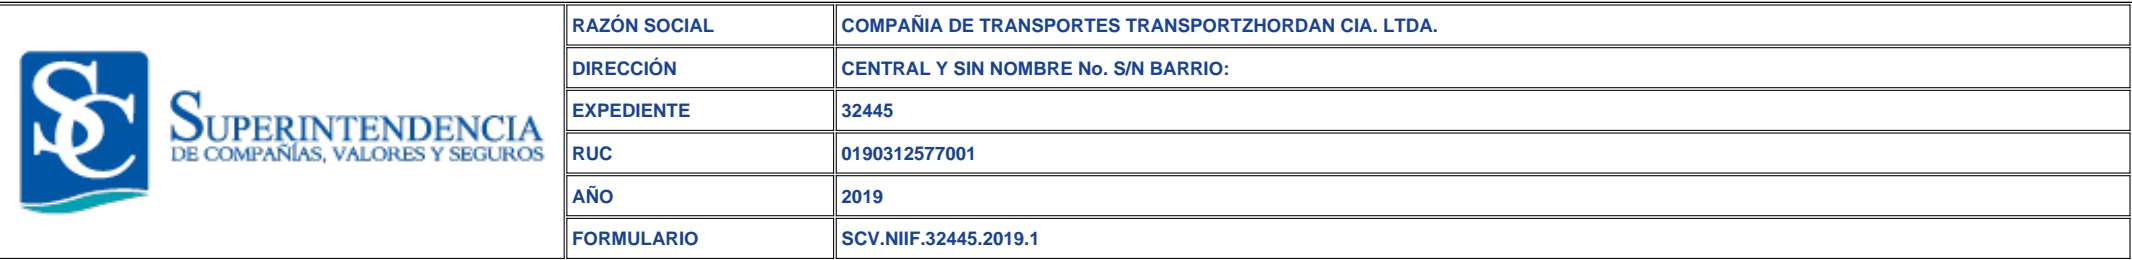 SC
SUPERINTENDENCIA
DE COMPAÑÍAS, VALORES Y SEGUROS
RAZÓN SOCIAL COMPAÑIA DE TRANSPORTES TRANSPORTZHORDAN CIA. LTDA.
DIRECCIÓN CENTRAL Y SIN NOMBRE No. S/N BARRIO:
EXPEDIENTE 32445
RUC 0190312577001
AÑO 2019
FORMULARIO SCV.NIIF.32445.2019.1